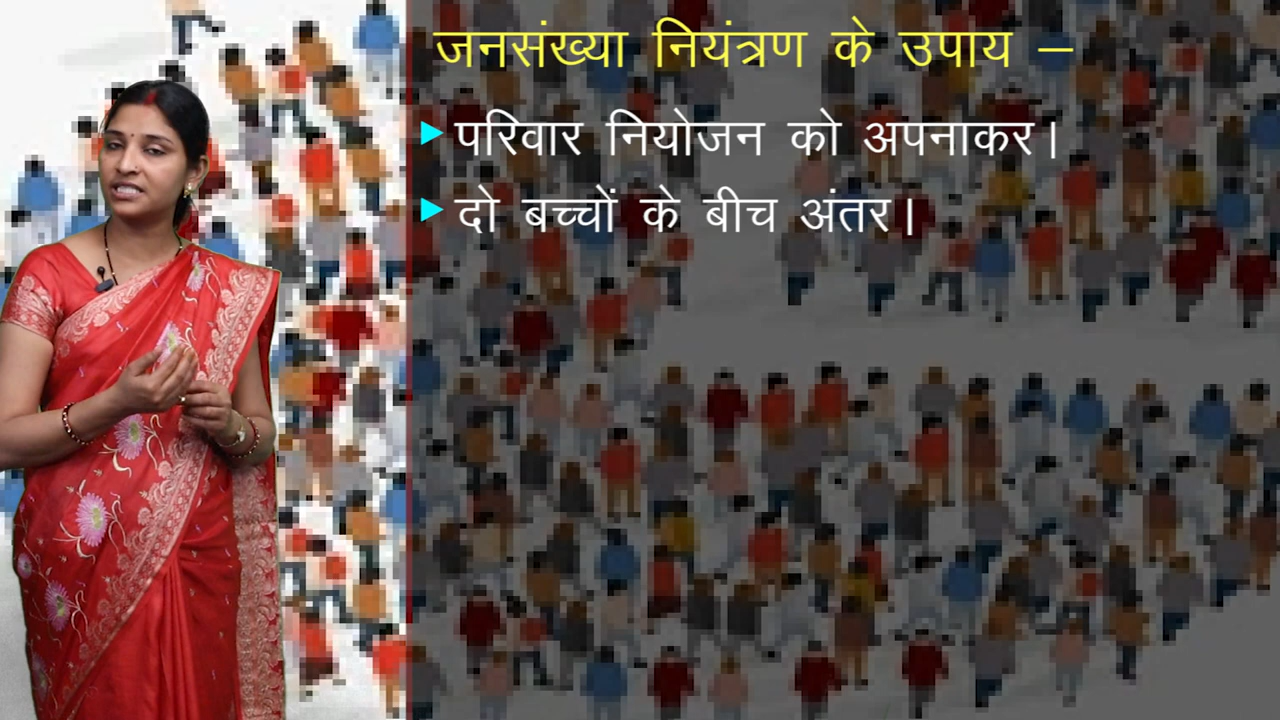 जनसंख्या नियंत्रण के उपाय –
परिवार नियोजन को अपनाकर।
दो बच्चों के बीच अंतर।